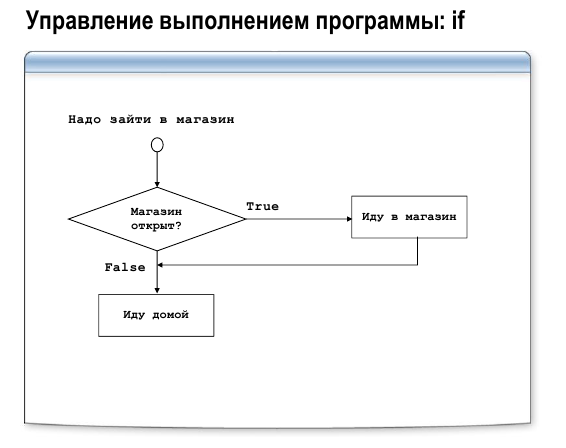 Управление выполнением программы: if
Надо зайти в магазин
Магазин
открыт?
True
Иду в магазин
False
Иду домой